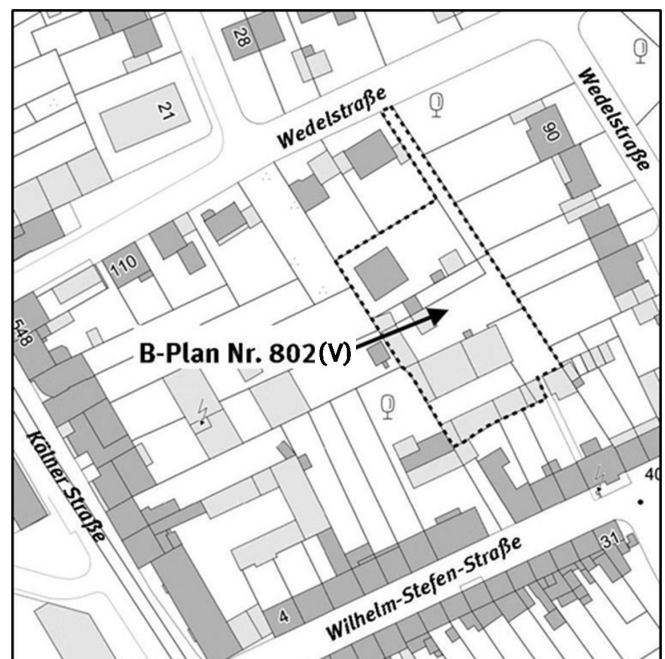 28
21
Wedelstraße
Wedelstraße
90
110
548
B-Plan Nr. 802(V)
Kölner Straße
40
31
4
Wilhelm-Stefen-Straße